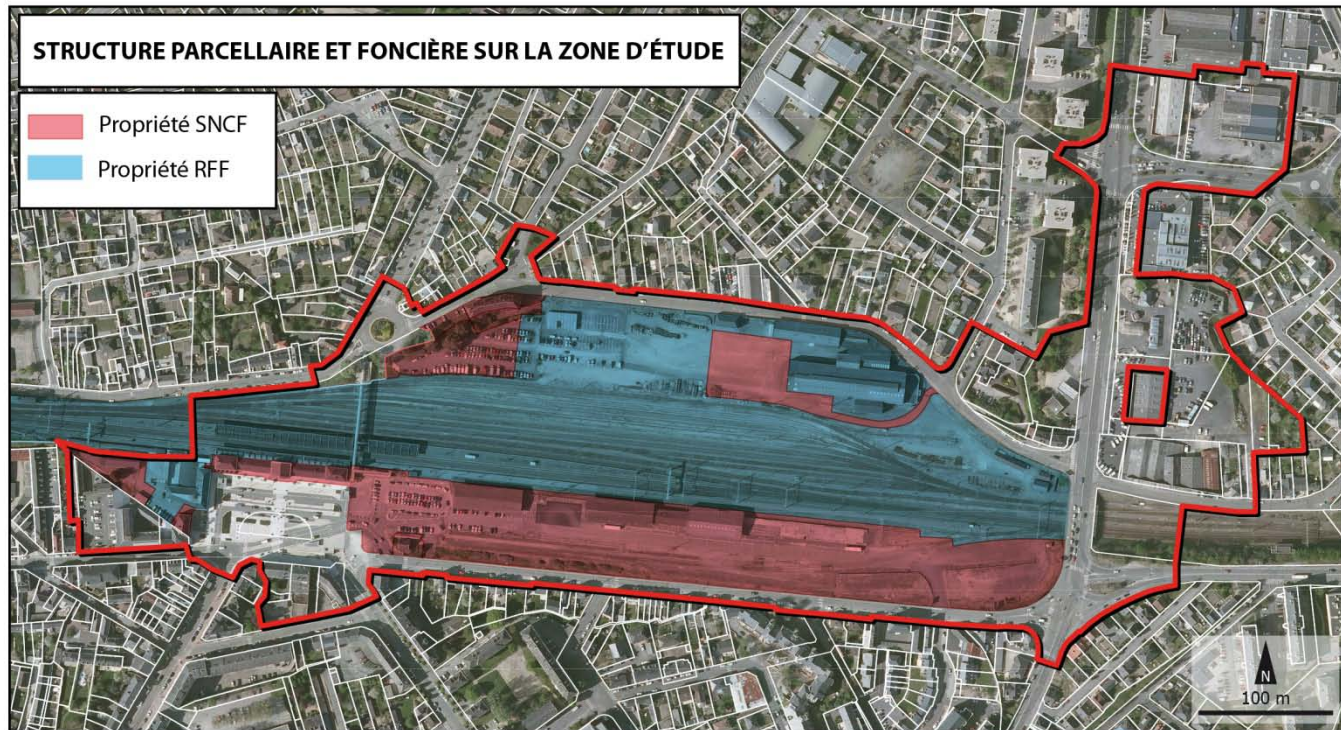 STRUCTURE PARCELLAIRE ET FONCIÈRE SUR LA ZONE D’ÉTUDE
Propriété SNCF
Propriété RFF
N
100 m